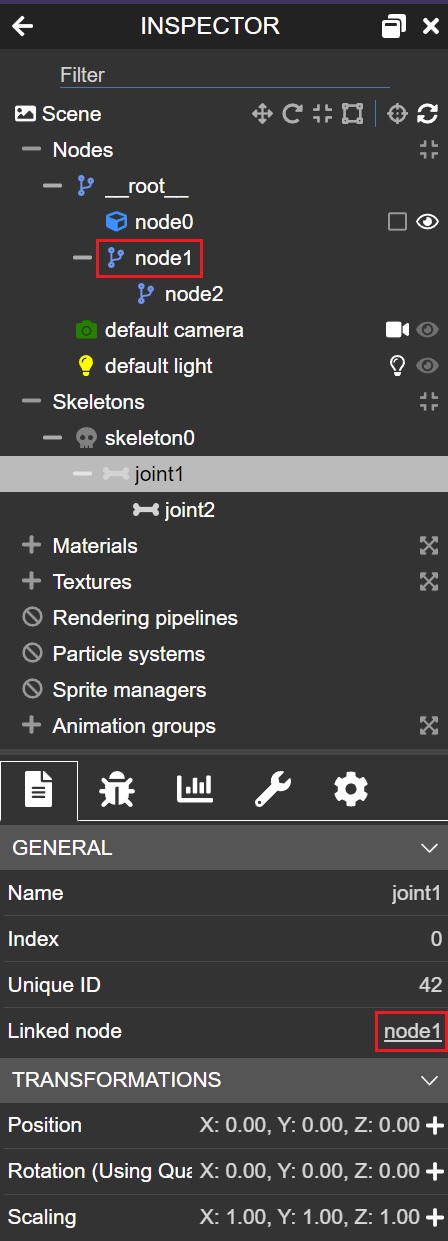 INSPECTOR
Filter
Scene
Nodes
__root__
node0
node1
node2
default camera
default light
Skeletons
skeleton0
joint1
joint2
Materials
Textures
Rendering pipelines
Particle systems
Sprite managers
Animation groups
GENERAL
Name joint1
Index 0
Unique ID 42
Linked node node1
TRANSFORMATIONS
Position X: 0.00, Y: 0.00, Z: 0.00
Rotation (Using Qua X: 0.00, Y: 0.00, Z: 0.00
Scaling X: 1.00, Y: 1.00, Z: 1.00